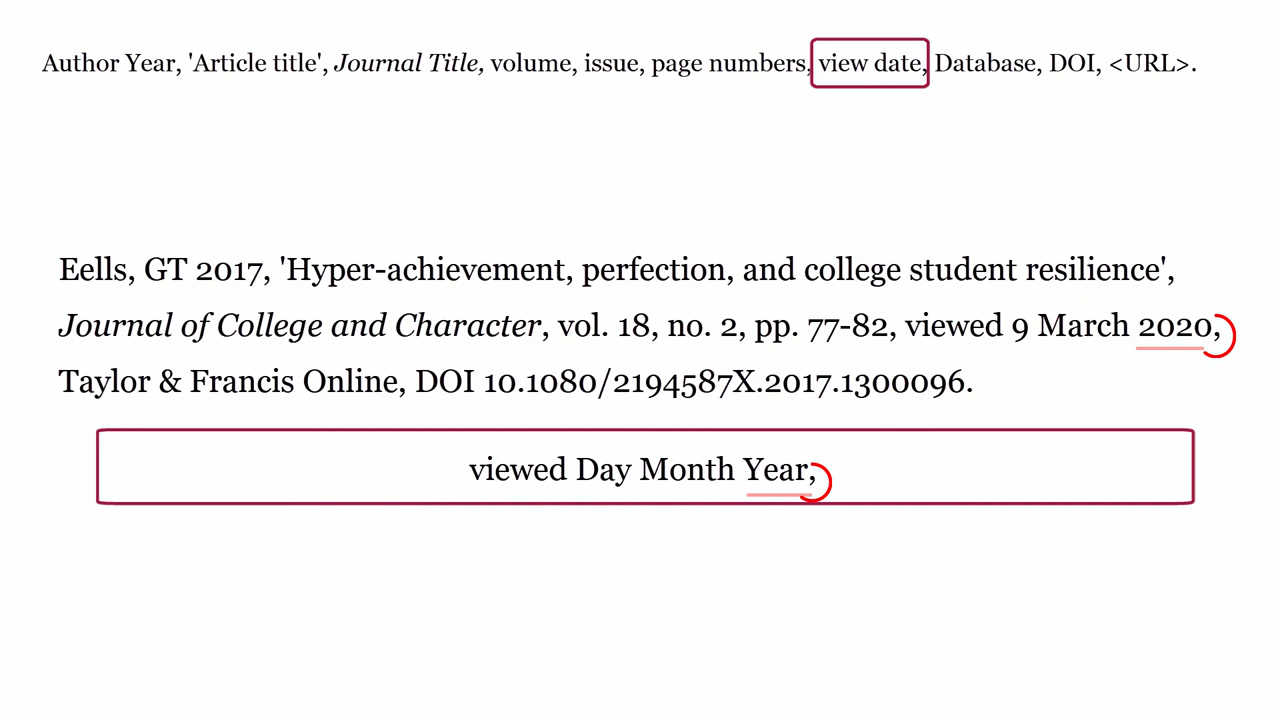 Author Year, 'Article title', Journal Title, volume, issue, page numbers, view date, Database, DOI, <URL>.
Eells, GT 2017, 'Hyper-achievement, perfection, and college student resilience',
Journal of College and Character, vol. 18, no. 2, pp. 77-82, viewed 9 March 2020,
Taylor & Francis Online, DOI 10.1080/2194587X.2017.1300096.
viewed Day Month Year,